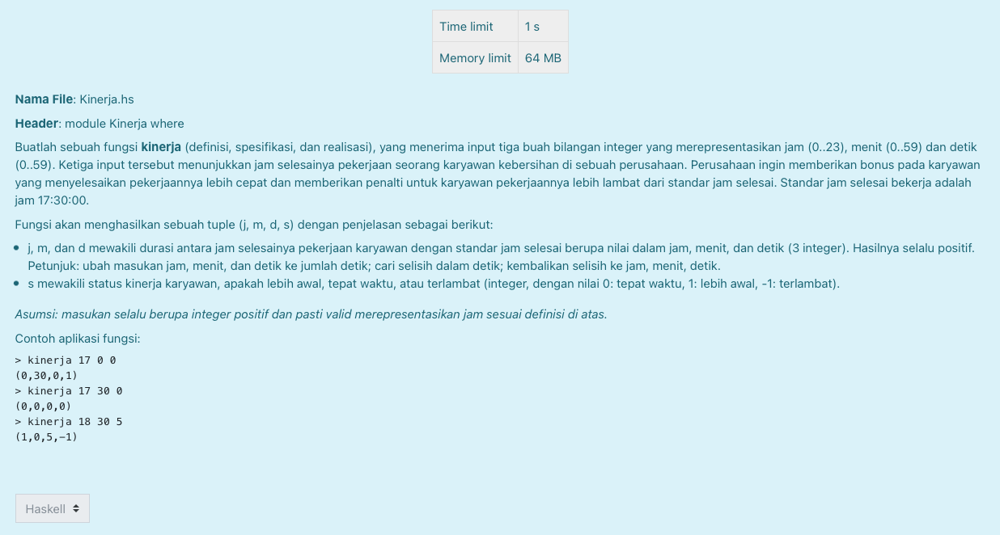 Time limit 1 s
Memory limit 64 MB
Nama File: Kinerja.hs
Header: module Kinerja where
Buatlah sebuah fungsi kinerja (definisi, spesifikasi, dan realisasi), yang menerima input tiga buah bilangan integer yang merepresentasikan jam (0..23), menit (0..59) dan detik
(0..59). Ketiga input tersebut menunjukkan jam selesainya pekerjaan seorang karyawan kebersihan di sebuah perusahaan. Perusahaan ingin memberikan bonus pada karyawan
yang menyelesaikan pekerjaannya lebih cepat dan memberikan penalti untuk karyawan pekerjaannya lebih lambat dari standar jam selesai. Standar jam selesai bekerja adalah
jam 17:30:00.
Fungsi akan menghasilkan sebuah tuple (j, m, d, s) dengan penjelasan sebagai berikut:
• j, m, dan d mewakili durasi antara jam selesainya pekerjaan karyawan dengan standar jam selesai berupa nilai dalam jam, menit, dan detik (3 integer). Hasilnya selalu positif.
Petunjuk: ubah masukan jam, menit, dan detik ke jumlah detik; cari selisih dalam detik; kembalikan selisih ke jam, menit, detik.
• s mewakili status kinerja karyawan, apakah lebih awal, tepat waktu, atau terlambat (integer, dengan nilai 0: tepat waktu, 1: lebih awal, -1: terlambat).
Asumsi: masukan selalu berupa integer positif dan pasti valid merepresentasikan jam sesuai definisi di atas.
Contoh aplikasi fungsi:
> kinerja 17 0 0
(0,30,0,1)
> kinerja 17 30 0
(0,0,0,0)
> kinerja 18 30 5
(1,0,5,-1)
Haskell